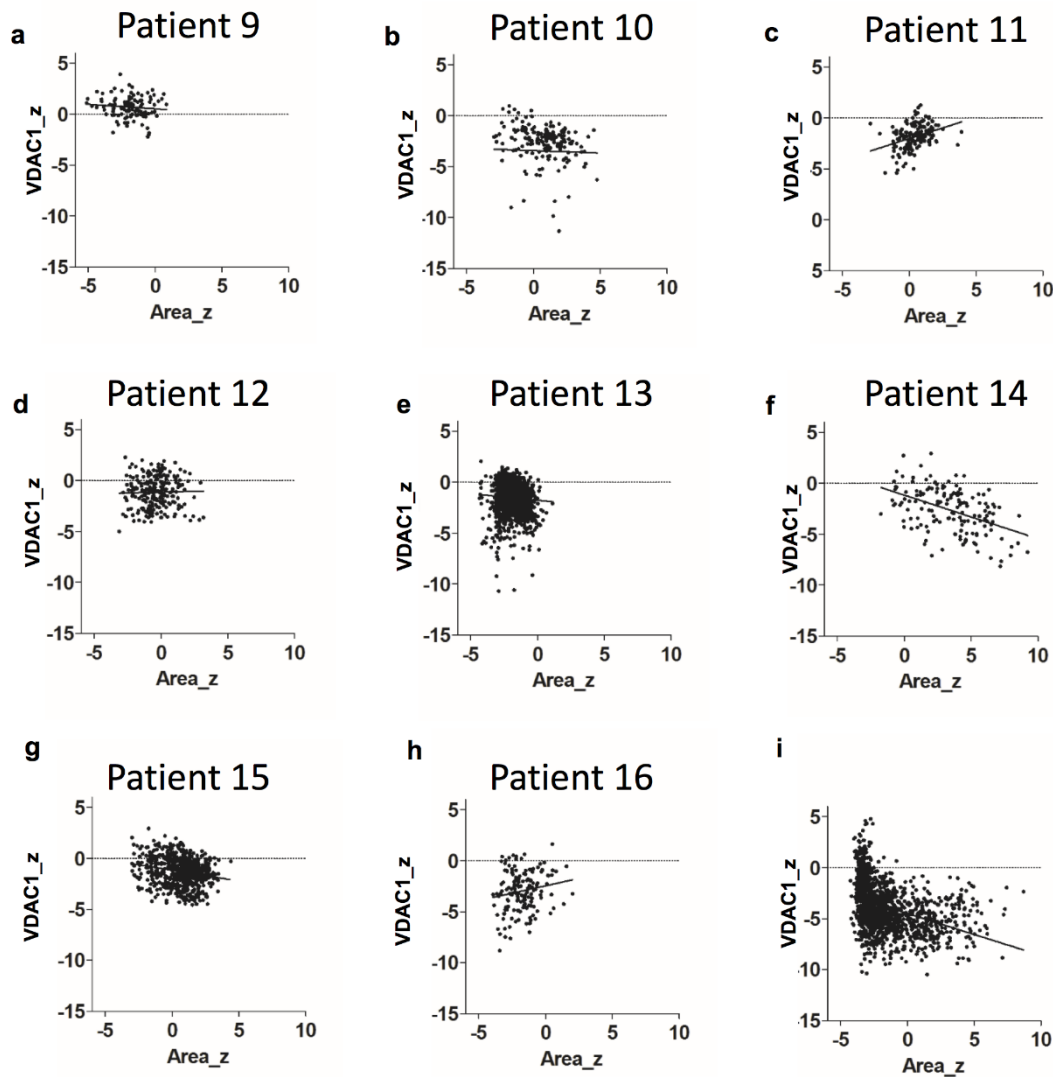 a Patient 9
5
0
-5
-10
-15
VDAC1_z
-5 0 5 10
Area_z
b Patient 10
5
0
-5
-10
-15
VDAC1_z
-5 0 5 10
Area_z
c Patient 11
5
0
-5
0
5
VDAC1_z
-5 0 5 10
Area_z
d Patient 12
5
0
-5
-10
-15
VDAC1_z
-5 0 5 10
Area_z
e Patient 13
5
0
-5
-10
-15
VDAC1_z
-5 0 5 10
Area_z
f Patient 14
5
0
-5
-10
-15
VDAC1_z
-5 0 5 10
Area_z
g Patient 15
5
0
-5
-10
-15
VDAC1_z
-5 0 5 10
Area_z
h Patient 16
5
0
-5
-10
-15
VDAC1_z
-5 0 5 10
Area_z
i
5
0
-5
-10
-15
VDAC1_z
-5 0 5 10
Area_z